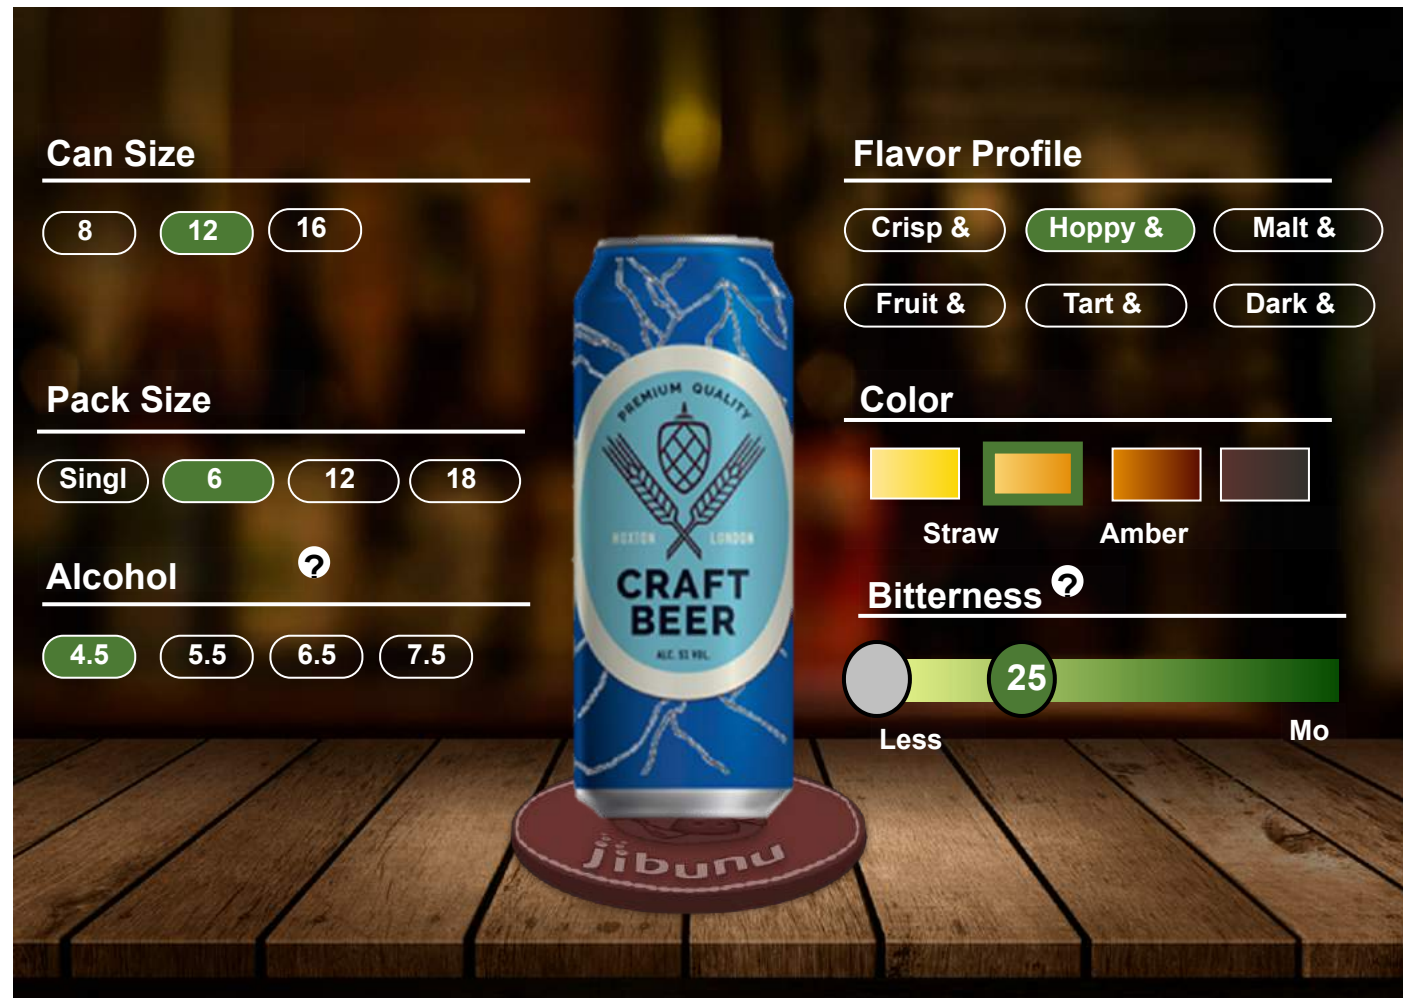 Can Size
8
12
16
Pack Size
Singl
6
12
18
Alcohol
?
4.5
5.5
6.5
7.5
PREMIUM QUALITY
HOXTON
LONDON
CRAFT
BEER
jibunu
Flavor Profile
Crisp &
Hoppy &
Malt &
Fruit &
Tart &
Dark &
Color
Straw
Amber
Bitterness
?
25
Less
Mo